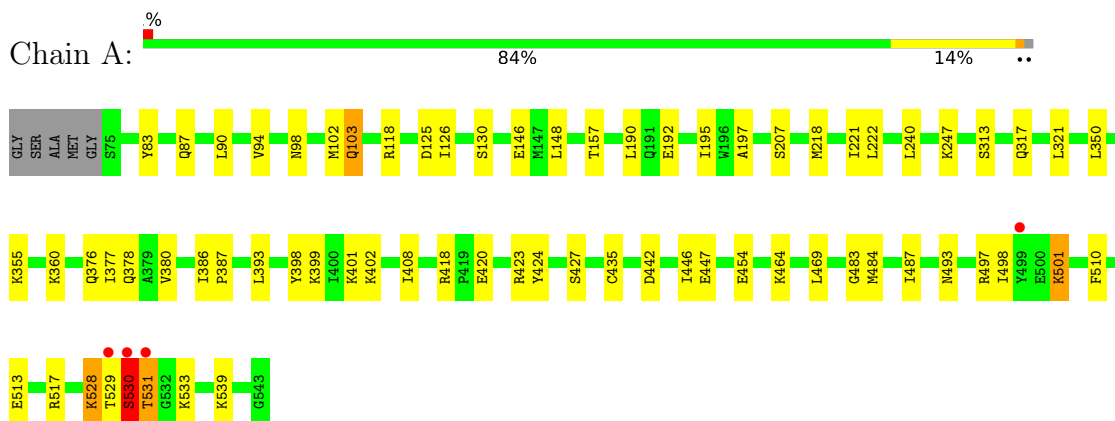 .%
Chain A:
84% 14% ..
GLY SER ALA MET GLY S75 Y83 Q87 L90 V94 N98 M102 Q103 R118 D125 I126 S130 E146 M147 L148 T157 L190 Q191 E192 I195 W196 A197 S207 M218 I221 L222 L240 K247 S313 Q317 L321 L350
K355 K360 Q376 I377 Q378 A379 V380 I386 P387 L393 Y398 K399 I400 K401 K402 I408 R418 P419 E420 R423 Y424 S427 C435 D442 I446 E447 E454 K464 L469 G483 M484 I487 N493 R497 I498 Y499 E500 K501 F510
E513 R517 K528 T529 S530 T531 G532 K533 K539 G543